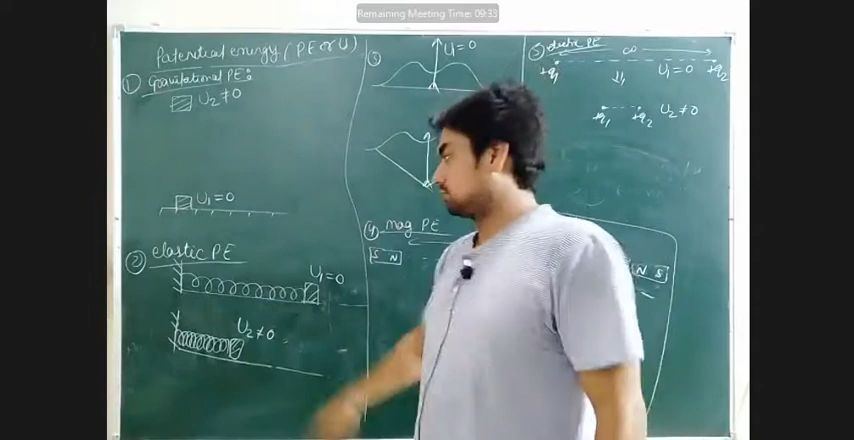 Remaining Meeting Time: 09:33
Potential energy (PE or U)
① Gravitational PE:
U₂ ≠ 0
U₁ = 0
② elastic PE
U₁ = 0
U₂ ≠ 0
③
U = 0
④ mag PE
S N
N S
⑤ electric PE
∞
+q₁
U₁ = 0
+q₂
+q₁ +q₂
U₂ ≠ 0